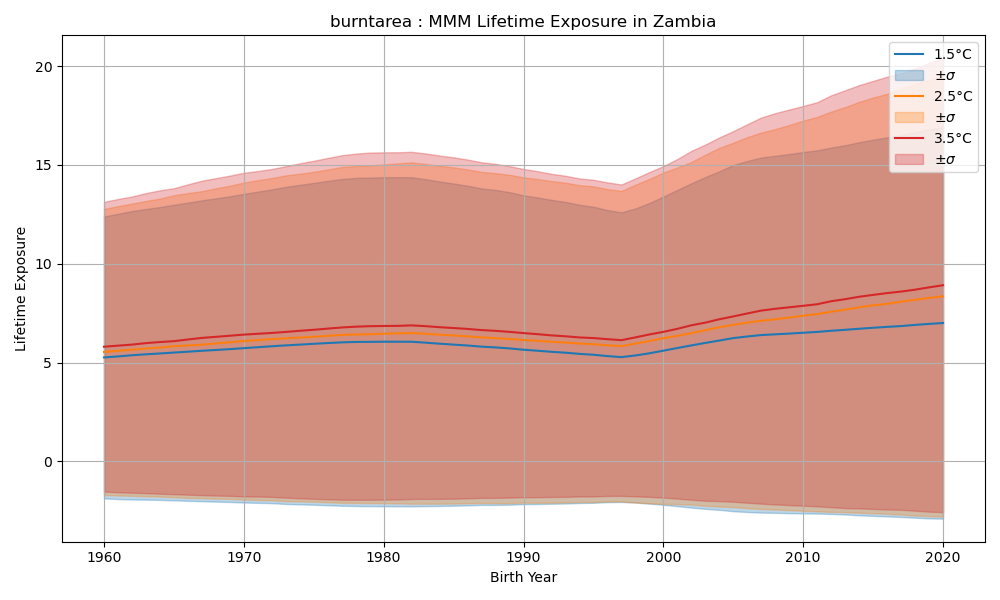 burntarea : MMM Lifetime Exposure in Zambia
1.5°C
±σ
2.5°C
±σ
3.5°C
±σ
Lifetime Exposure
20
15
10
5
0
1960
1970
1980
1990
2000
2010
2020
Birth Year